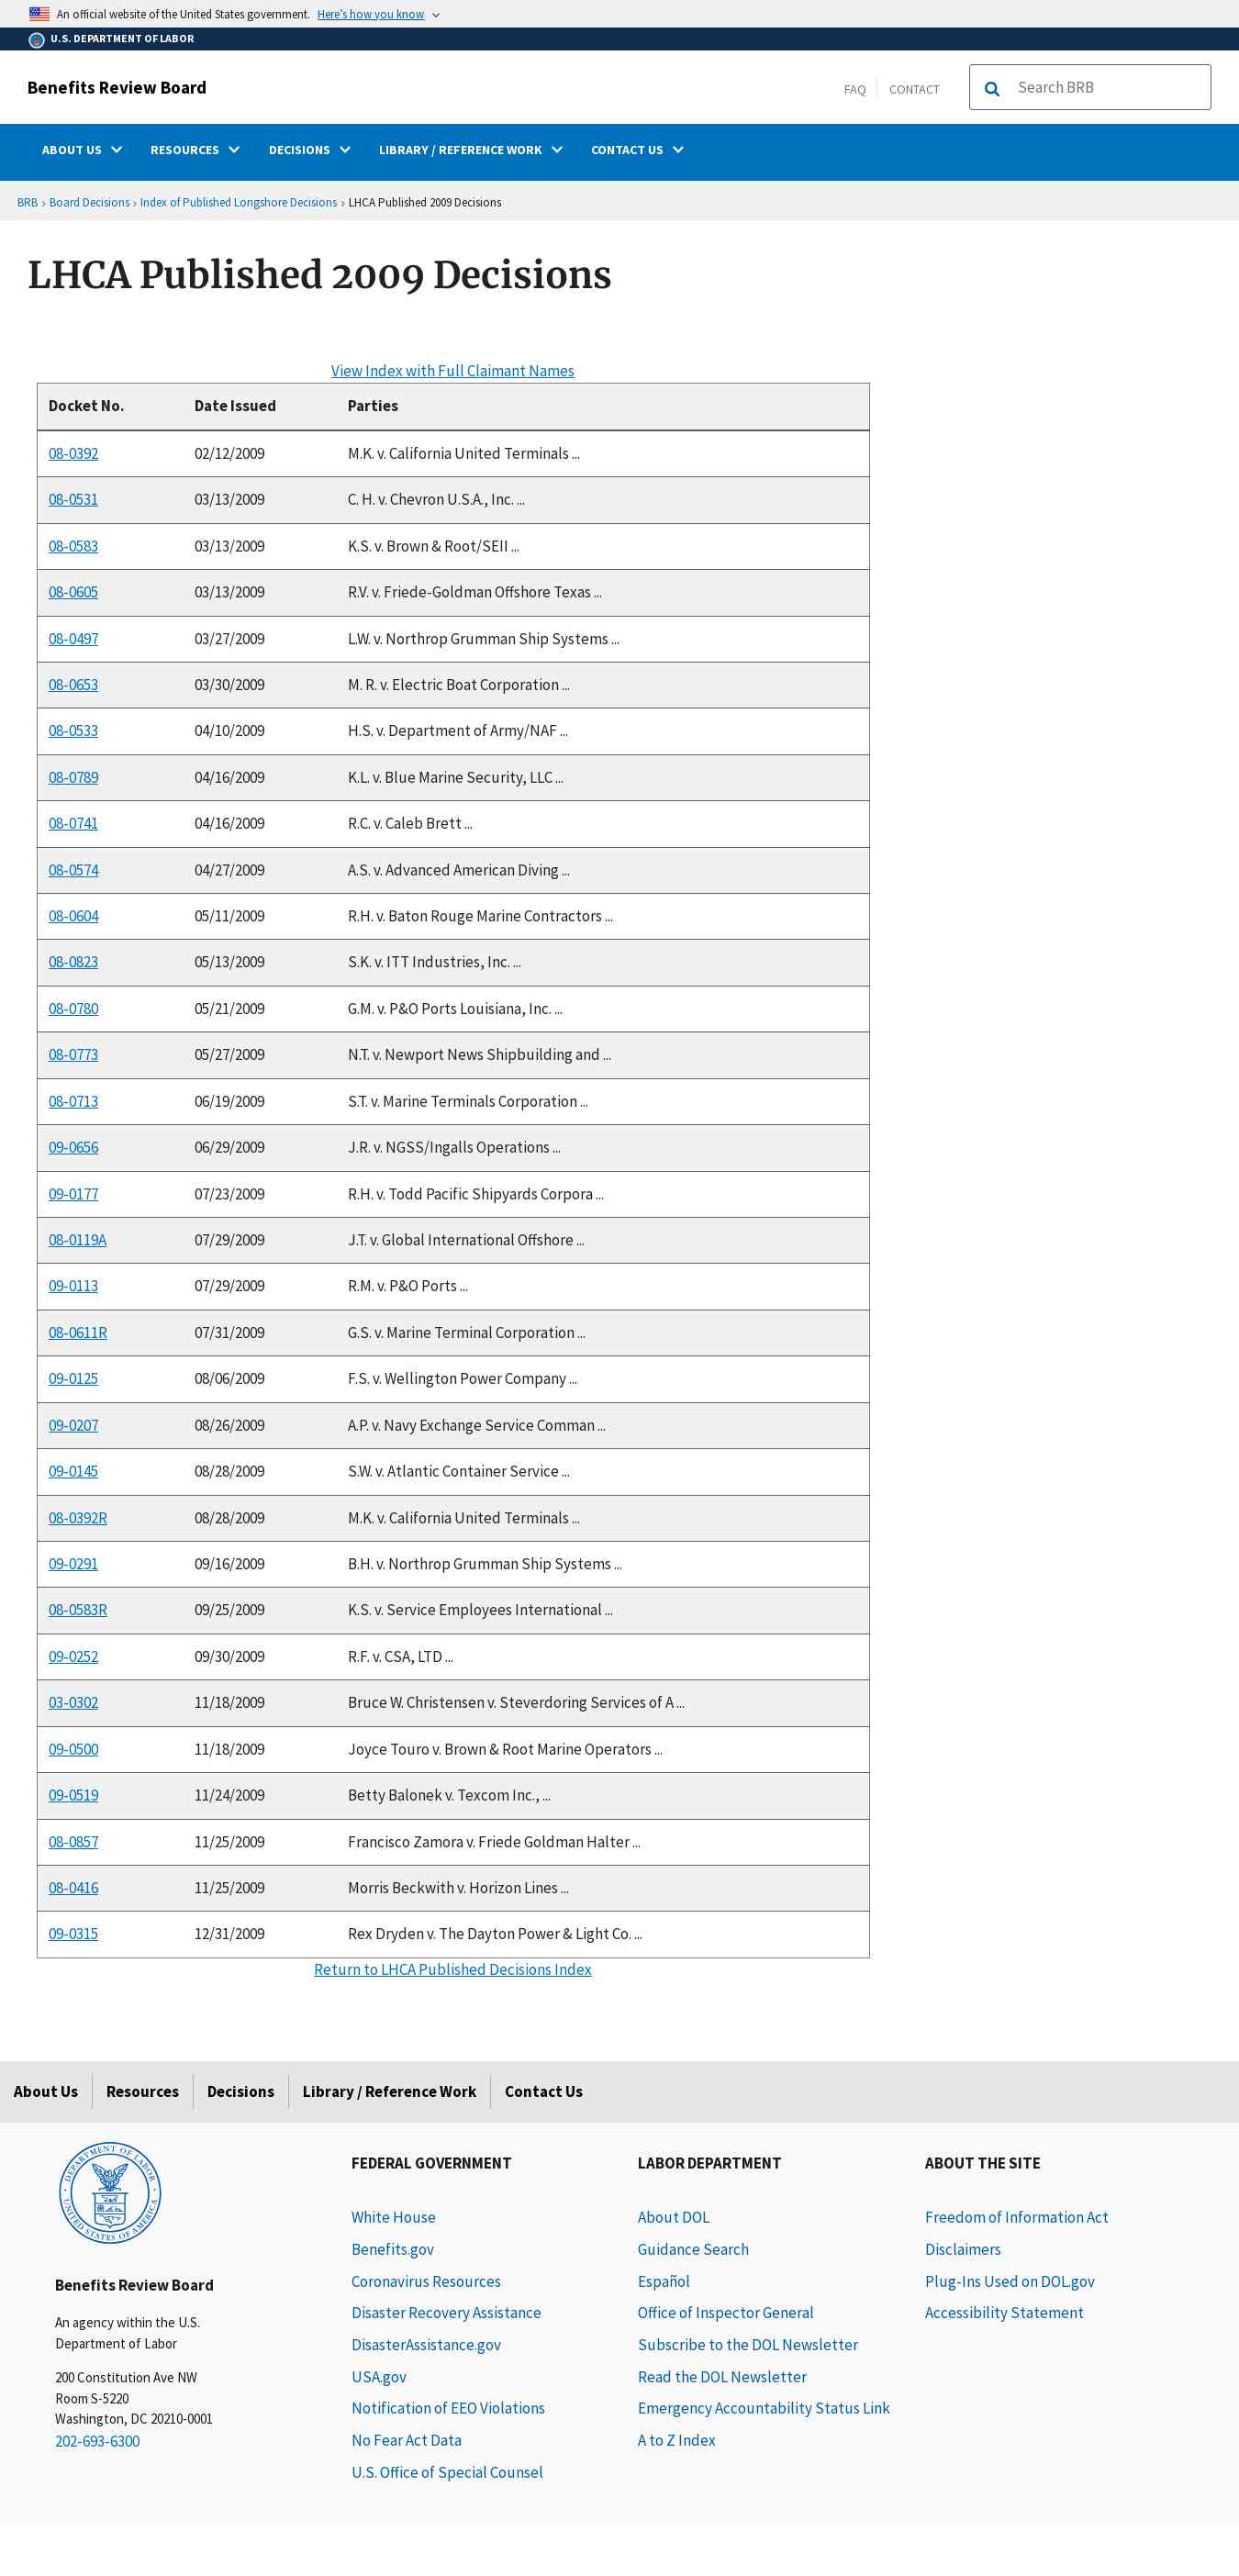 An official website of the United States government. Here's how you know
U.S. DEPARTMENT OF LABOR
Benefits Review Board
FAQ CONTACT Search BRB
ABOUT US RESOURCES DECISIONS LIBRARY / REFERENCE WORK CONTACT US
BRB › Board Decisions › Index of Published Longshore Decisions › LHCA Published 2009 Decisions
LHCA Published 2009 Decisions
View Index with Full Claimant Names
Docket No. Date Issued Parties
08-0392 02/12/2009 M.K. v. California United Terminals ...
08-0531 03/13/2009 C. H. v. Chevron U.S.A., Inc. ...
08-0583 03/13/2009 K.S. v. Brown & Root/SEII ...
08-0605 03/13/2009 R.V. v. Friede-Goldman Offshore Texas ...
08-0497 03/27/2009 L.W. v. Northrop Grumman Ship Systems ...
08-0653 03/30/2009 M. R. v. Electric Boat Corporation ...
08-0533 04/10/2009 H.S. v. Department of Army/NAF ...
08-0789 04/16/2009 K.L. v. Blue Marine Security, LLC ...
08-0741 04/16/2009 R.C. v. Caleb Brett ...
08-0574 04/27/2009 A.S. v. Advanced American Diving ...
08-0604 05/11/2009 R.H. v. Baton Rouge Marine Contractors ...
08-0823 05/13/2009 S.K. v. ITT Industries, Inc. ...
08-0780 05/21/2009 G.M. v. P&O Ports Louisiana, Inc. ...
08-0773 05/27/2009 N.T. v. Newport News Shipbuilding and ...
08-0713 06/19/2009 S.T. v. Marine Terminals Corporation ...
09-0656 06/29/2009 J.R. v. NGSS/Ingalls Operations ...
09-0177 07/23/2009 R.H. v. Todd Pacific Shipyards Corpora ...
08-0119A 07/29/2009 J.T. v. Global International Offshore ...
09-0113 07/29/2009 R.M. v. P&O Ports ...
08-0611R 07/31/2009 G.S. v. Marine Terminal Corporation ...
09-0125 08/06/2009 F.S. v. Wellington Power Company ...
09-0207 08/26/2009 A.P. v. Navy Exchange Service Comman ...
09-0145 08/28/2009 S.W. v. Atlantic Container Service ...
08-0392R 08/28/2009 M.K. v. California United Terminals ...
09-0291 09/16/2009 B.H. v. Northrop Grumman Ship Systems ...
08-0583R 09/25/2009 K.S. v. Service Employees International ...
09-0252 09/30/2009 R.F. v. CSA, LTD ...
03-0302 11/18/2009 Bruce W. Christensen v. Steverdoring Services of A ...
09-0500 11/18/2009 Joyce Touro v. Brown & Root Marine Operators ...
09-0519 11/24/2009 Betty Balonek v. Texcom Inc., ...
08-0857 11/25/2009 Francisco Zamora v. Friede Goldman Halter ...
08-0416 11/25/2009 Morris Beckwith v. Horizon Lines ...
09-0315 12/31/2009 Rex Dryden v. The Dayton Power & Light Co. ...
Return to LHCA Published Decisions Index
About Us Resources Decisions Library / Reference Work Contact Us
DEPARTMENT OF LABOR
UNITED STATES OF AMERICA
Benefits Review Board
An agency within the U.S.
Department of Labor
200 Constitution Ave NW
Room S-5220
Washington, DC 20210-0001
202-693-6300
FEDERAL GOVERNMENT
White House
Benefits.gov
Coronavirus Resources
Disaster Recovery Assistance
DisasterAssistance.gov
USA.gov
Notification of EEO Violations
No Fear Act Data
U.S. Office of Special Counsel
LABOR DEPARTMENT
About DOL
Guidance Search
Español
Office of Inspector General
Subscribe to the DOL Newsletter
Read the DOL Newsletter
Emergency Accountability Status Link
A to Z Index
ABOUT THE SITE
Freedom of Information Act
Disclaimers
Plug-Ins Used on DOL.gov
Accessibility Statement